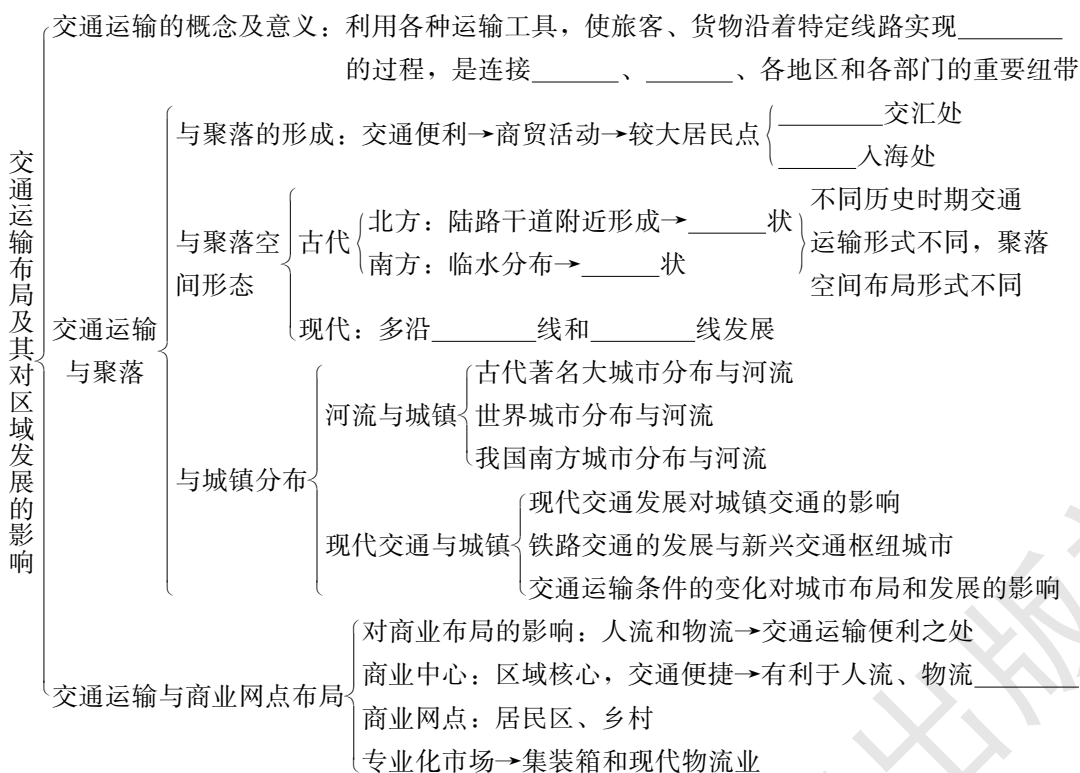 交通运输布局及其对区域发展的影响
交通运输的概念及意义：利用各种运输工具，使旅客、货物沿着特定线路实现________
的过程，是连接_______、_______、各地区和各部门的重要纽带
交通运输
与聚落
与聚落的形成：交通便利→商贸活动→较大居民点
________交汇处
______入海处
与聚落空
间形态
古代
北方：陆路干道附近形成→______状
南方：临水分布→______状
不同历史时期交通
运输形式不同，聚落
空间布局形式不同
现代：多沿________线和________线发展
与城镇分布
河流与城镇
古代著名大城市分布与河流
世界城市分布与河流
我国南方城市分布与河流
现代交通与城镇
现代交通发展对城镇交通的影响
铁路交通的发展与新兴交通枢纽城市
交通运输条件的变化对城市布局和发展的影响
交通运输与商业网点布局
对商业布局的影响：人流和物流→交通运输便利之处
商业中心：区域核心，交通便捷→有利于人流、物流________
商业网点：居民区、乡村
专业化市场→集装箱和现代物流业
出版